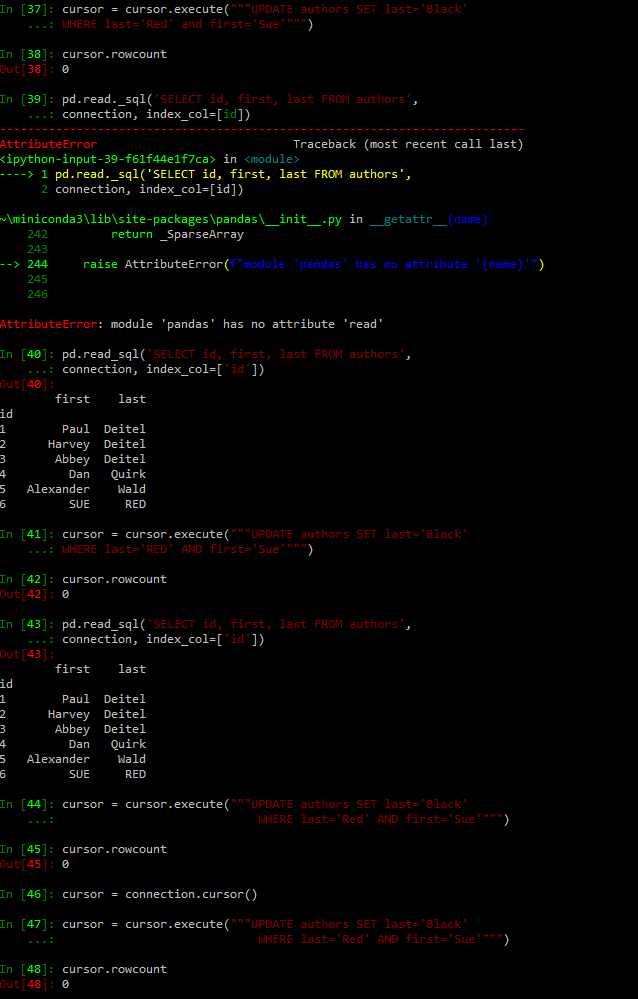 In [37]: cursor = cursor.execute("""UPDATE authors SET last='Black'
    ...: WHERE last='Red' and first='Sue'""")
In [38]: cursor.rowcount
Out[38]: 0
In [39]: pd.read._sql('SELECT id, first, last FROM authors',
    ...: connection, index_col=[id])
---------------------------------------------------------------------------
AttributeError                            Traceback (most recent call last)
<ipython-input-39-f61f44e1f7ca> in <module>
----> 1 pd.read._sql('SELECT id, first, last FROM authors',
      2 connection, index_col=[id])
~\miniconda3\lib\site-packages\pandas\__init__.py in __getattr__(name)
    242         return _SparseArray
    243
--> 244     raise AttributeError(f"module 'pandas' has no attribute '{name}'")
    245
    246
AttributeError: module 'pandas' has no attribute 'read'
In [40]: pd.read_sql('SELECT id, first, last FROM authors',
    ...: connection, index_col=['id'])
Out[40]:
        first    last
id
1        Paul  Deitel
2      Harvey  Deitel
3       Abbey  Deitel
4         Dan   Quirk
5   Alexander    Wald
6         SUE     RED
In [41]: cursor = cursor.execute("""UPDATE authors SET last='Black'
    ...: WHERE last='RED' AND first='Sue'""")
In [42]: cursor.rowcount
Out[42]: 0
In [43]: pd.read_sql('SELECT id, first, last FROM authors',
    ...: connection, index_col=['id'])
Out[43]:
        first    last
id
1        Paul  Deitel
2      Harvey  Deitel
3       Abbey  Deitel
4         Dan   Quirk
5   Alexander    Wald
6         SUE     RED
In [44]: cursor = cursor.execute("""UPDATE authors SET last='Black'
    ...:                             WHERE last='Red' AND first='Sue'""")
In [45]: cursor.rowcount
Out[45]: 0
In [46]: cursor = connection.cursor()
In [47]: cursor = cursor.execute("""UPDATE authors SET last='Black'
    ...:                             WHERE last='Red' AND first='Sue'""")
In [48]: cursor.rowcount
Out[48]: 0